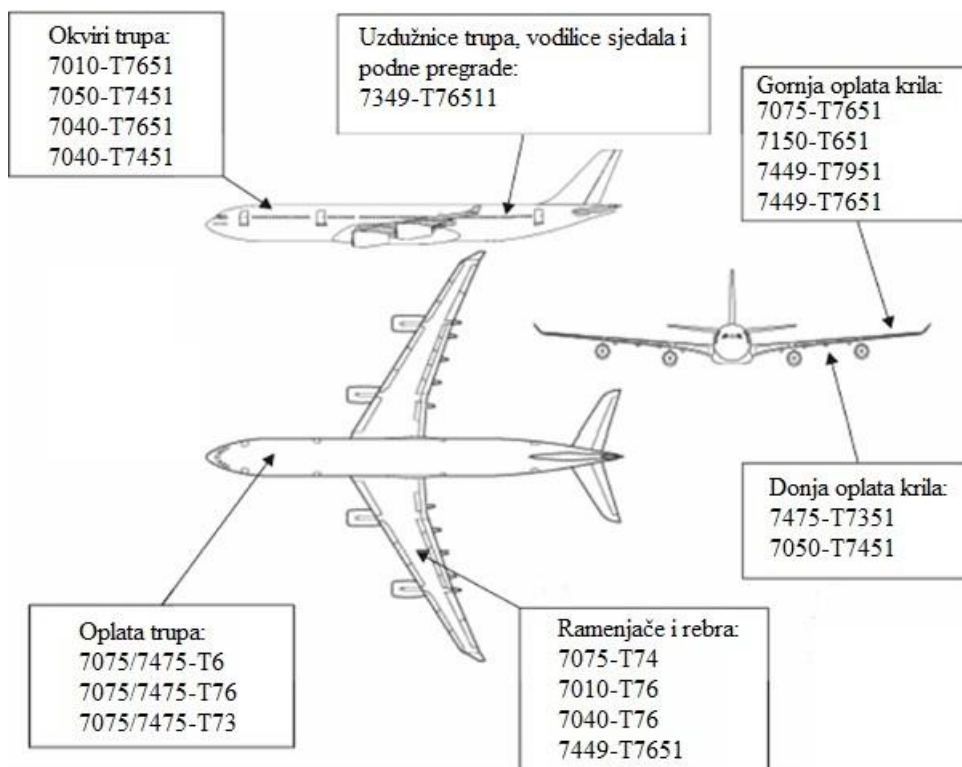 Okviri trupa:
7010-T7651
7050-T7451
7040-T7651
7040-T7451
Uzdužnice trupa, vodilice sjedala i
podne pregrade:
7349-T76511
Gornja oplata krila:
7075-T7651
7150-T651
7449-T7951
7449-T7651
Donja oplata krila:
7475-T7351
7050-T7451
Oplata trupa:
7075/7475-T6
7075/7475-T76
7075/7475-T73
Ramenjače i rebra:
7075-T74
7010-T76
7040-T76
7449-T7651